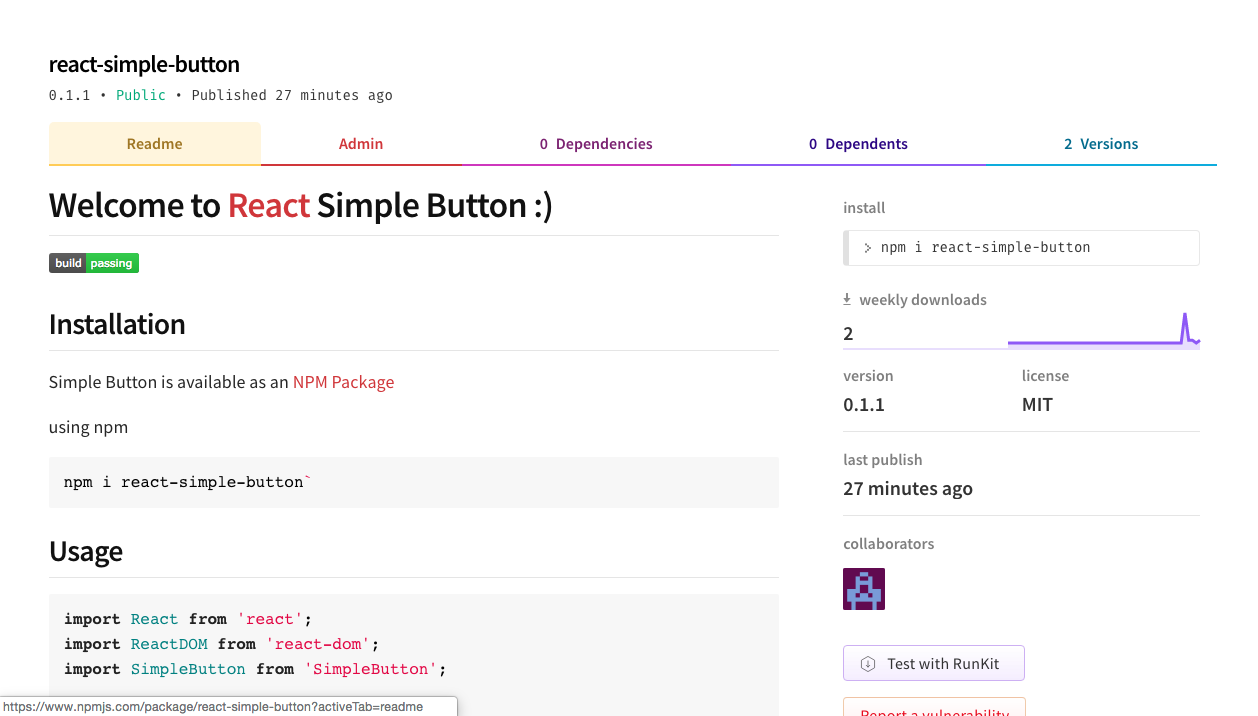 react-simple-button
0.1.1 • Public • Published 27 minutes ago
Readme
Admin
0 Dependencies
0 Dependents
2 Versions
Welcome to React Simple Button :)
build passing
Installation
Simple Button is available as an NPM Package
using npm
npm i react-simple-button`
Usage
import React from 'react';
import ReactDOM from 'react-dom';
import SimpleButton from 'SimpleButton';
install
npm i react-simple-button
weekly downloads
2
version
license
0.1.1
MIT
last publish
27 minutes ago
collaborators
Test with RunKit
Report a vulnerability
https://www.npmjs.com/package/react-simple-button?activeTab=readme